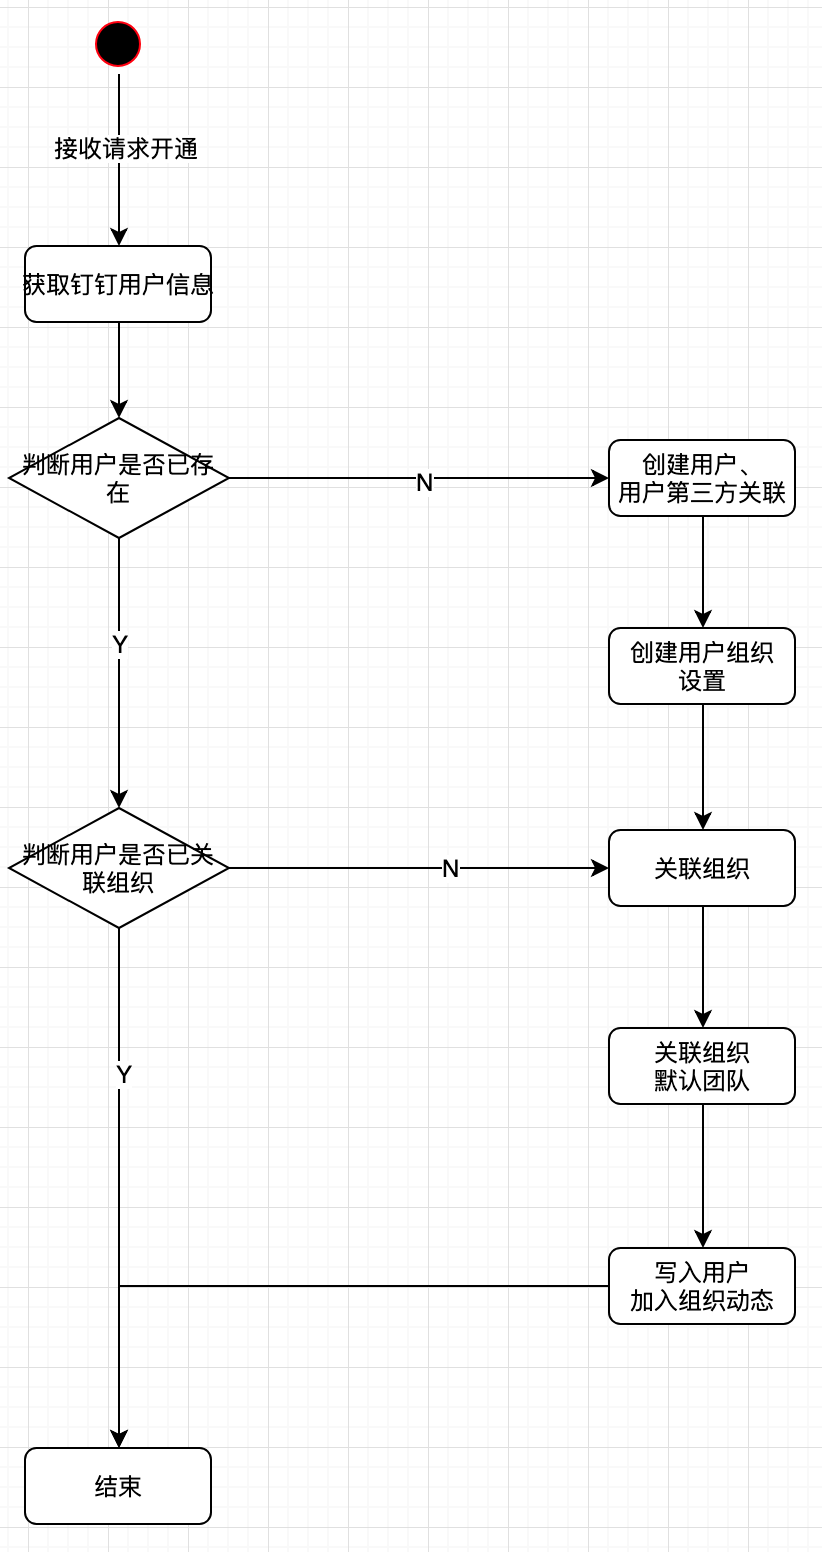 接收请求开通
获取钉钉用户信息
判断用户是否已存
在
N
创建用户、
用户第三方关联
Y
创建用户组织
设置
判断用户是否已关
联组织
N
关联组织
Y
关联组织
默认团队
写入用户
加入组织动态
结束